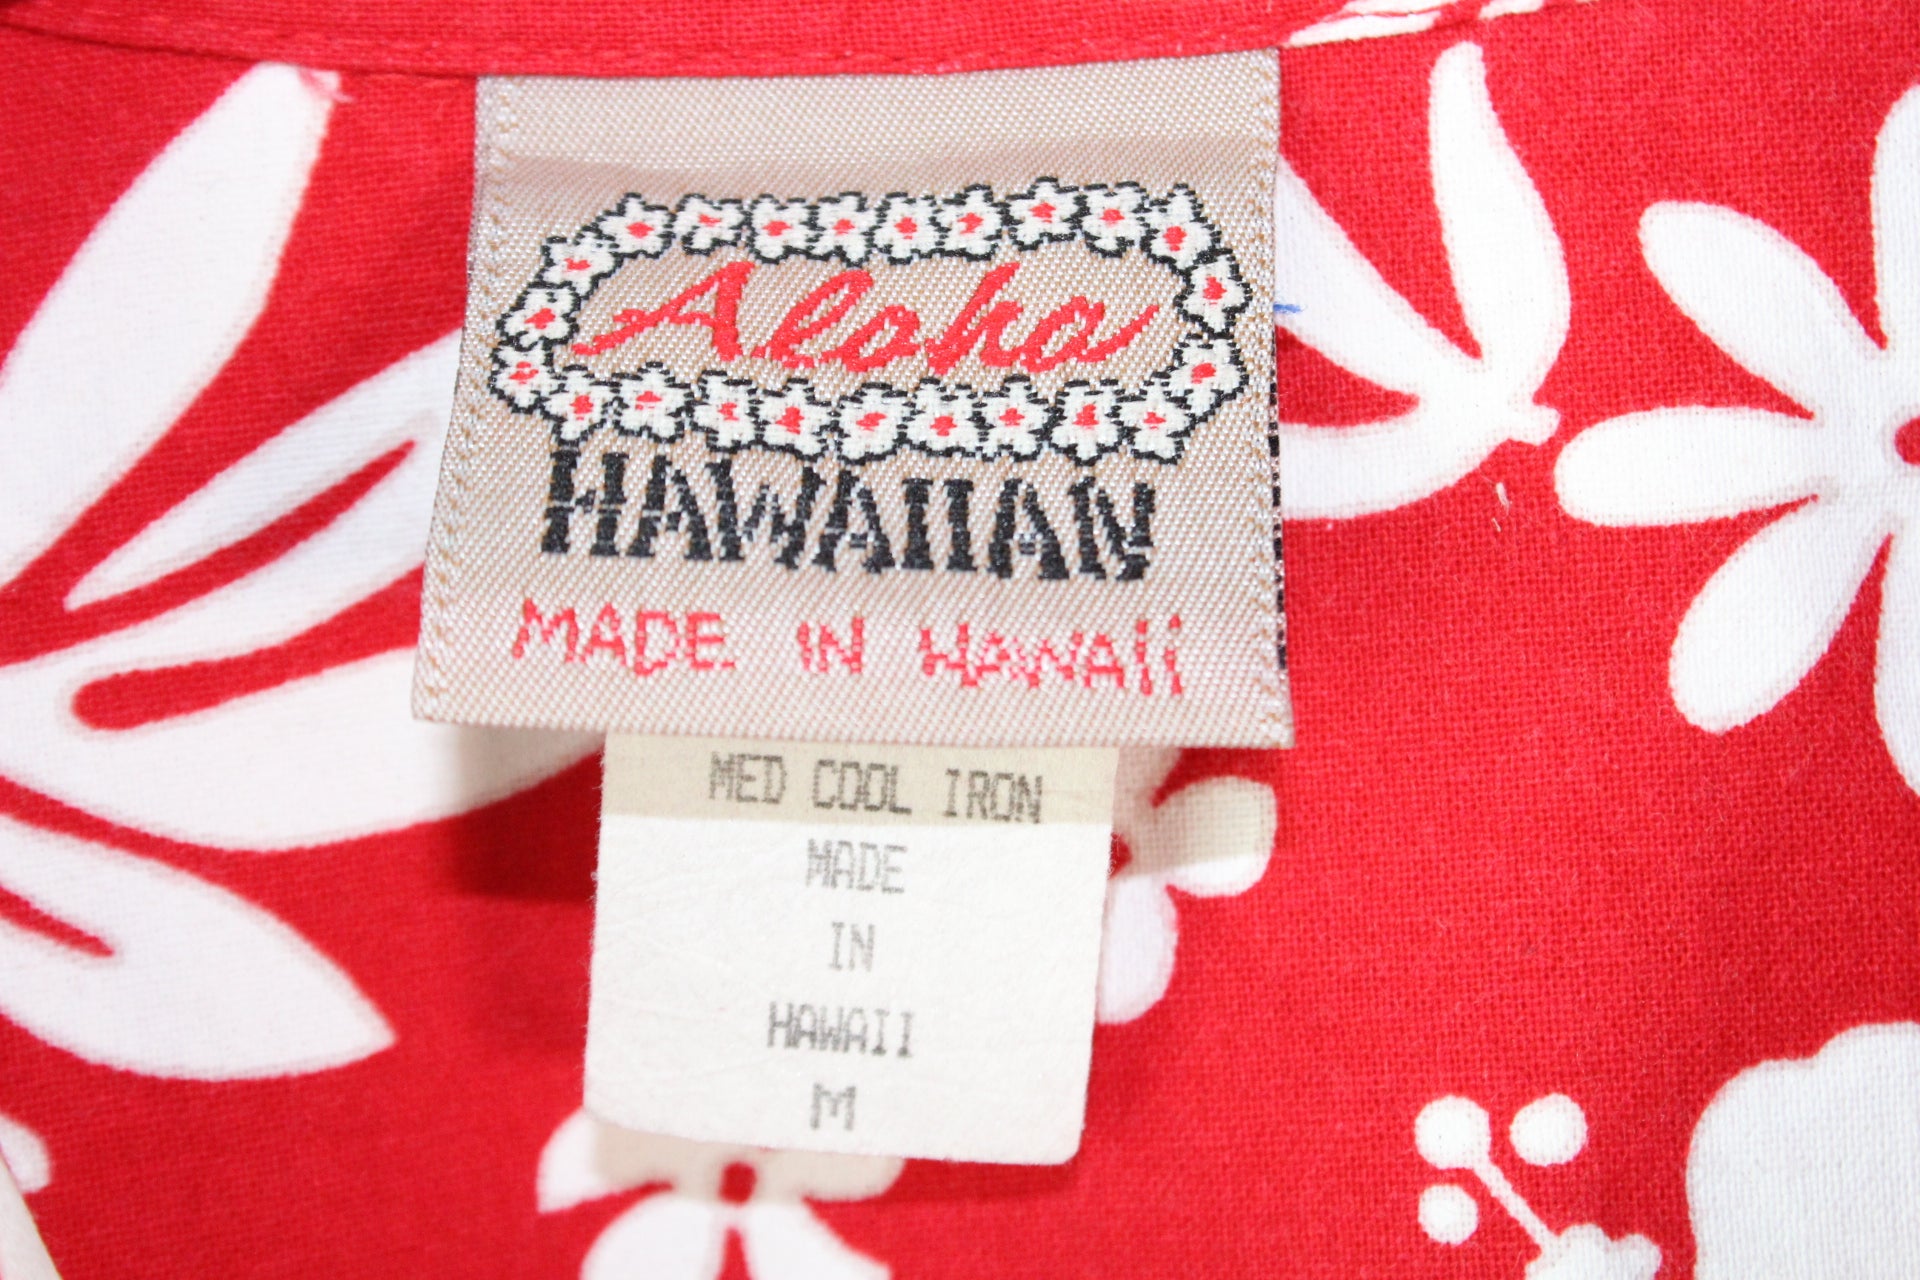 Aloha
HAWAIIAN
MADE IN HAWAii
MED COOL IRON
MADE
IN
HAWAII
M